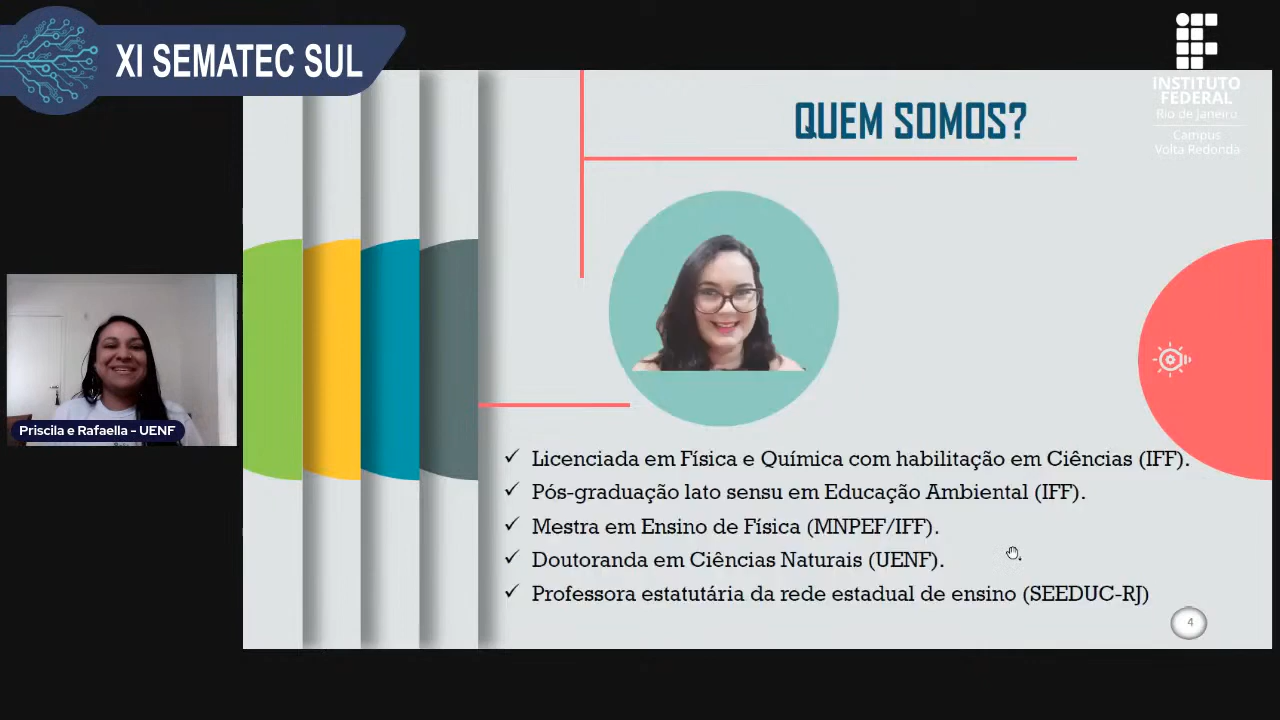 XI SEMATEC SUL
INSTITUTO
FEDERAL
Rio de Janeiro
Campus
Volta Redonda
QUEM SOMOS?
Priscila e Rafaella - UENF
✓ Licenciada em Física e Química com habilitação em Ciências (IFF).
✓ Pós-graduação lato sensu em Educação Ambiental (IFF).
✓ Mestra em Ensino de Física (MNPEF/IFF).
✓ Doutoranda em Ciências Naturais (UENF).
✓ Professora estatutária da rede estadual de ensino (SEEDUC-RJ)
4